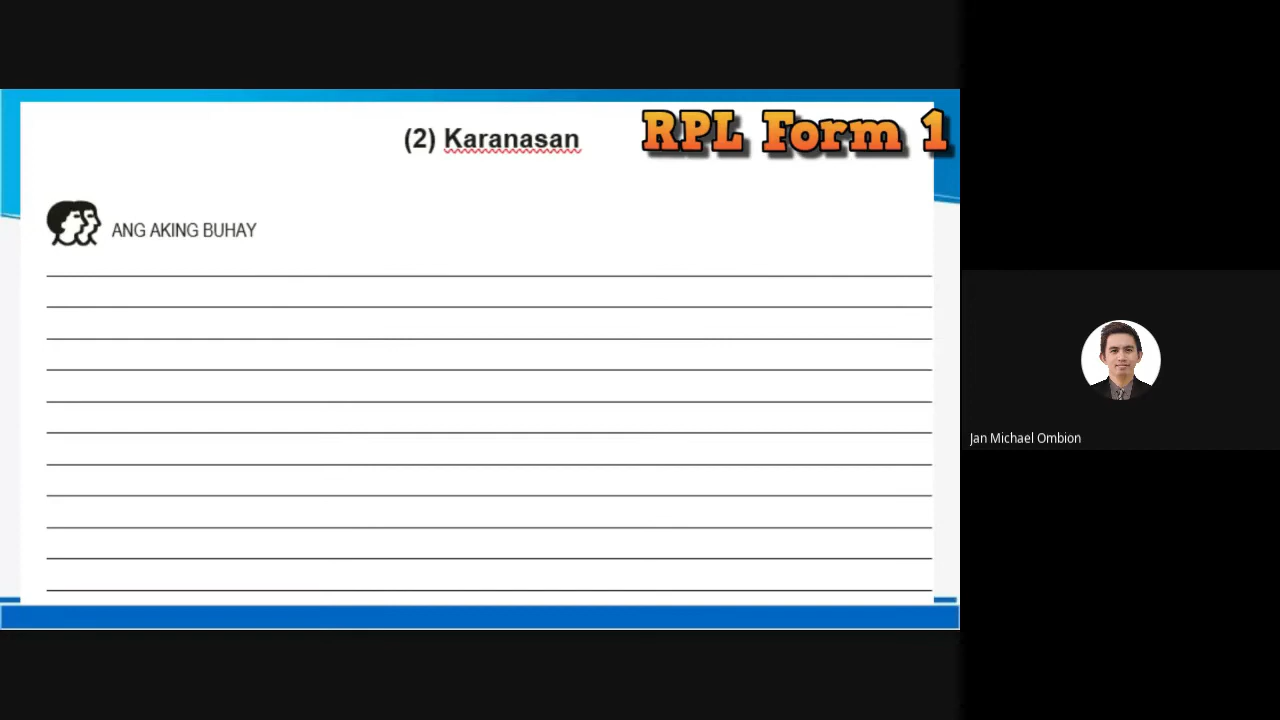 (2) Karanasan
RPL Form 1
ANG AKING BUHAY
Jan Michael Ombion